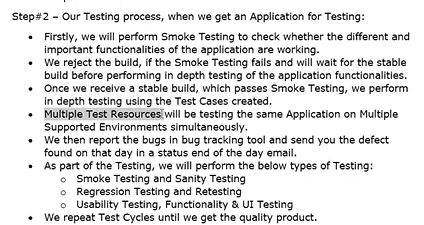 Step#2 – Our Testing process, when we get an Application for Testing:
• Firstly, we will perform Smoke Testing to check whether the different and
important functionalities of the application are working.
• We reject the build, if the Smoke Testing fails and will wait for the stable
build before performing in depth testing of the application functionalities.
• Once we receive a stable build, which passes Smoke Testing, we perform
in depth testing using the Test Cases created.
• Multiple Test Resources will be testing the same Application on Multiple
Supported Environments simultaneously.
• We then report the bugs in bug tracking tool and send you the defect
found on that day in a status end of the day email.
• As part of the Testing, we will perform the below types of Testing:
o Smoke Testing and Sanity Testing
o Regression Testing and Retesting
o Usability Testing, Functionality & UI Testing
• We repeat Test Cycles until we get the quality product.